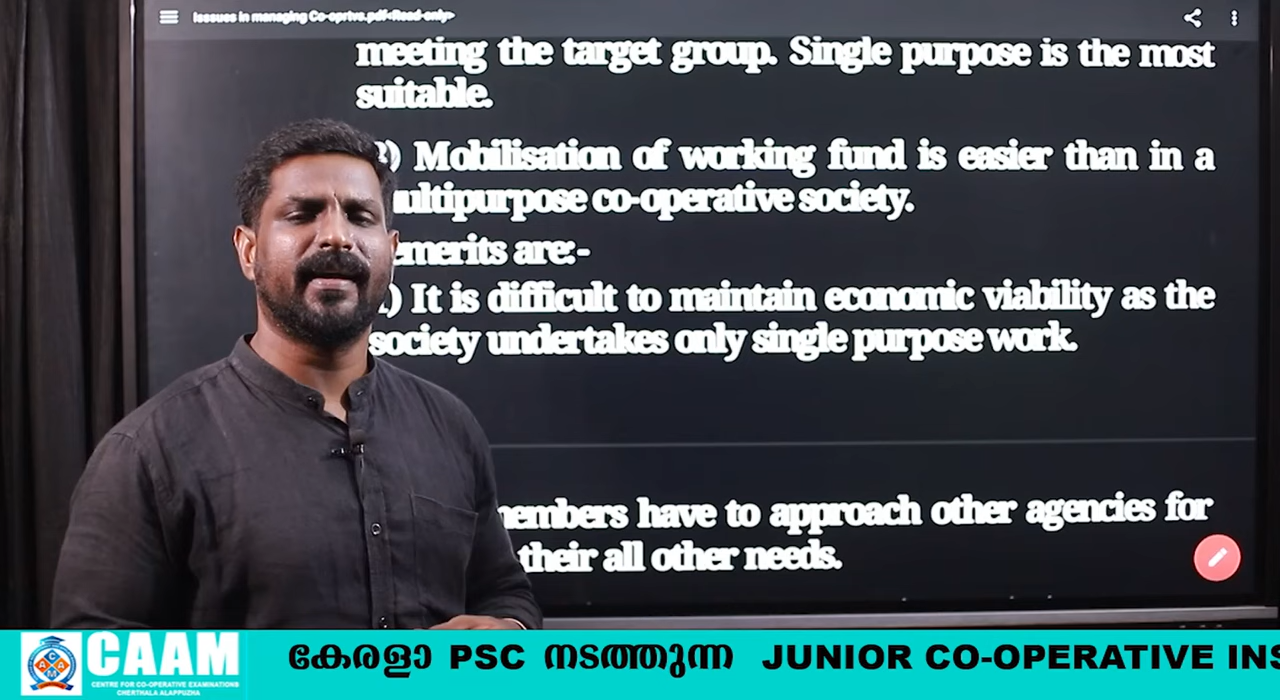 Isssues in managing Co-oprtvs.pdf<Read-only>
meeting the target group. Single purpose is the most
suitable.
) Mobilisation of working fund is easier than in a
ultipurpose co-operative society.
emerits are:-
) It is difficult to maintain economic viability as the
society undertakes only single purpose work.
embers have to approach other agencies for
their all other needs.
CAAM
CENTRE FOR CO-OPERATIVE EXAMINATIONS
CHERTHALA ALAPPUZHA
കേരളാ PSC നടത്തുന്ന JUNIOR CO-OPERATIVE INS